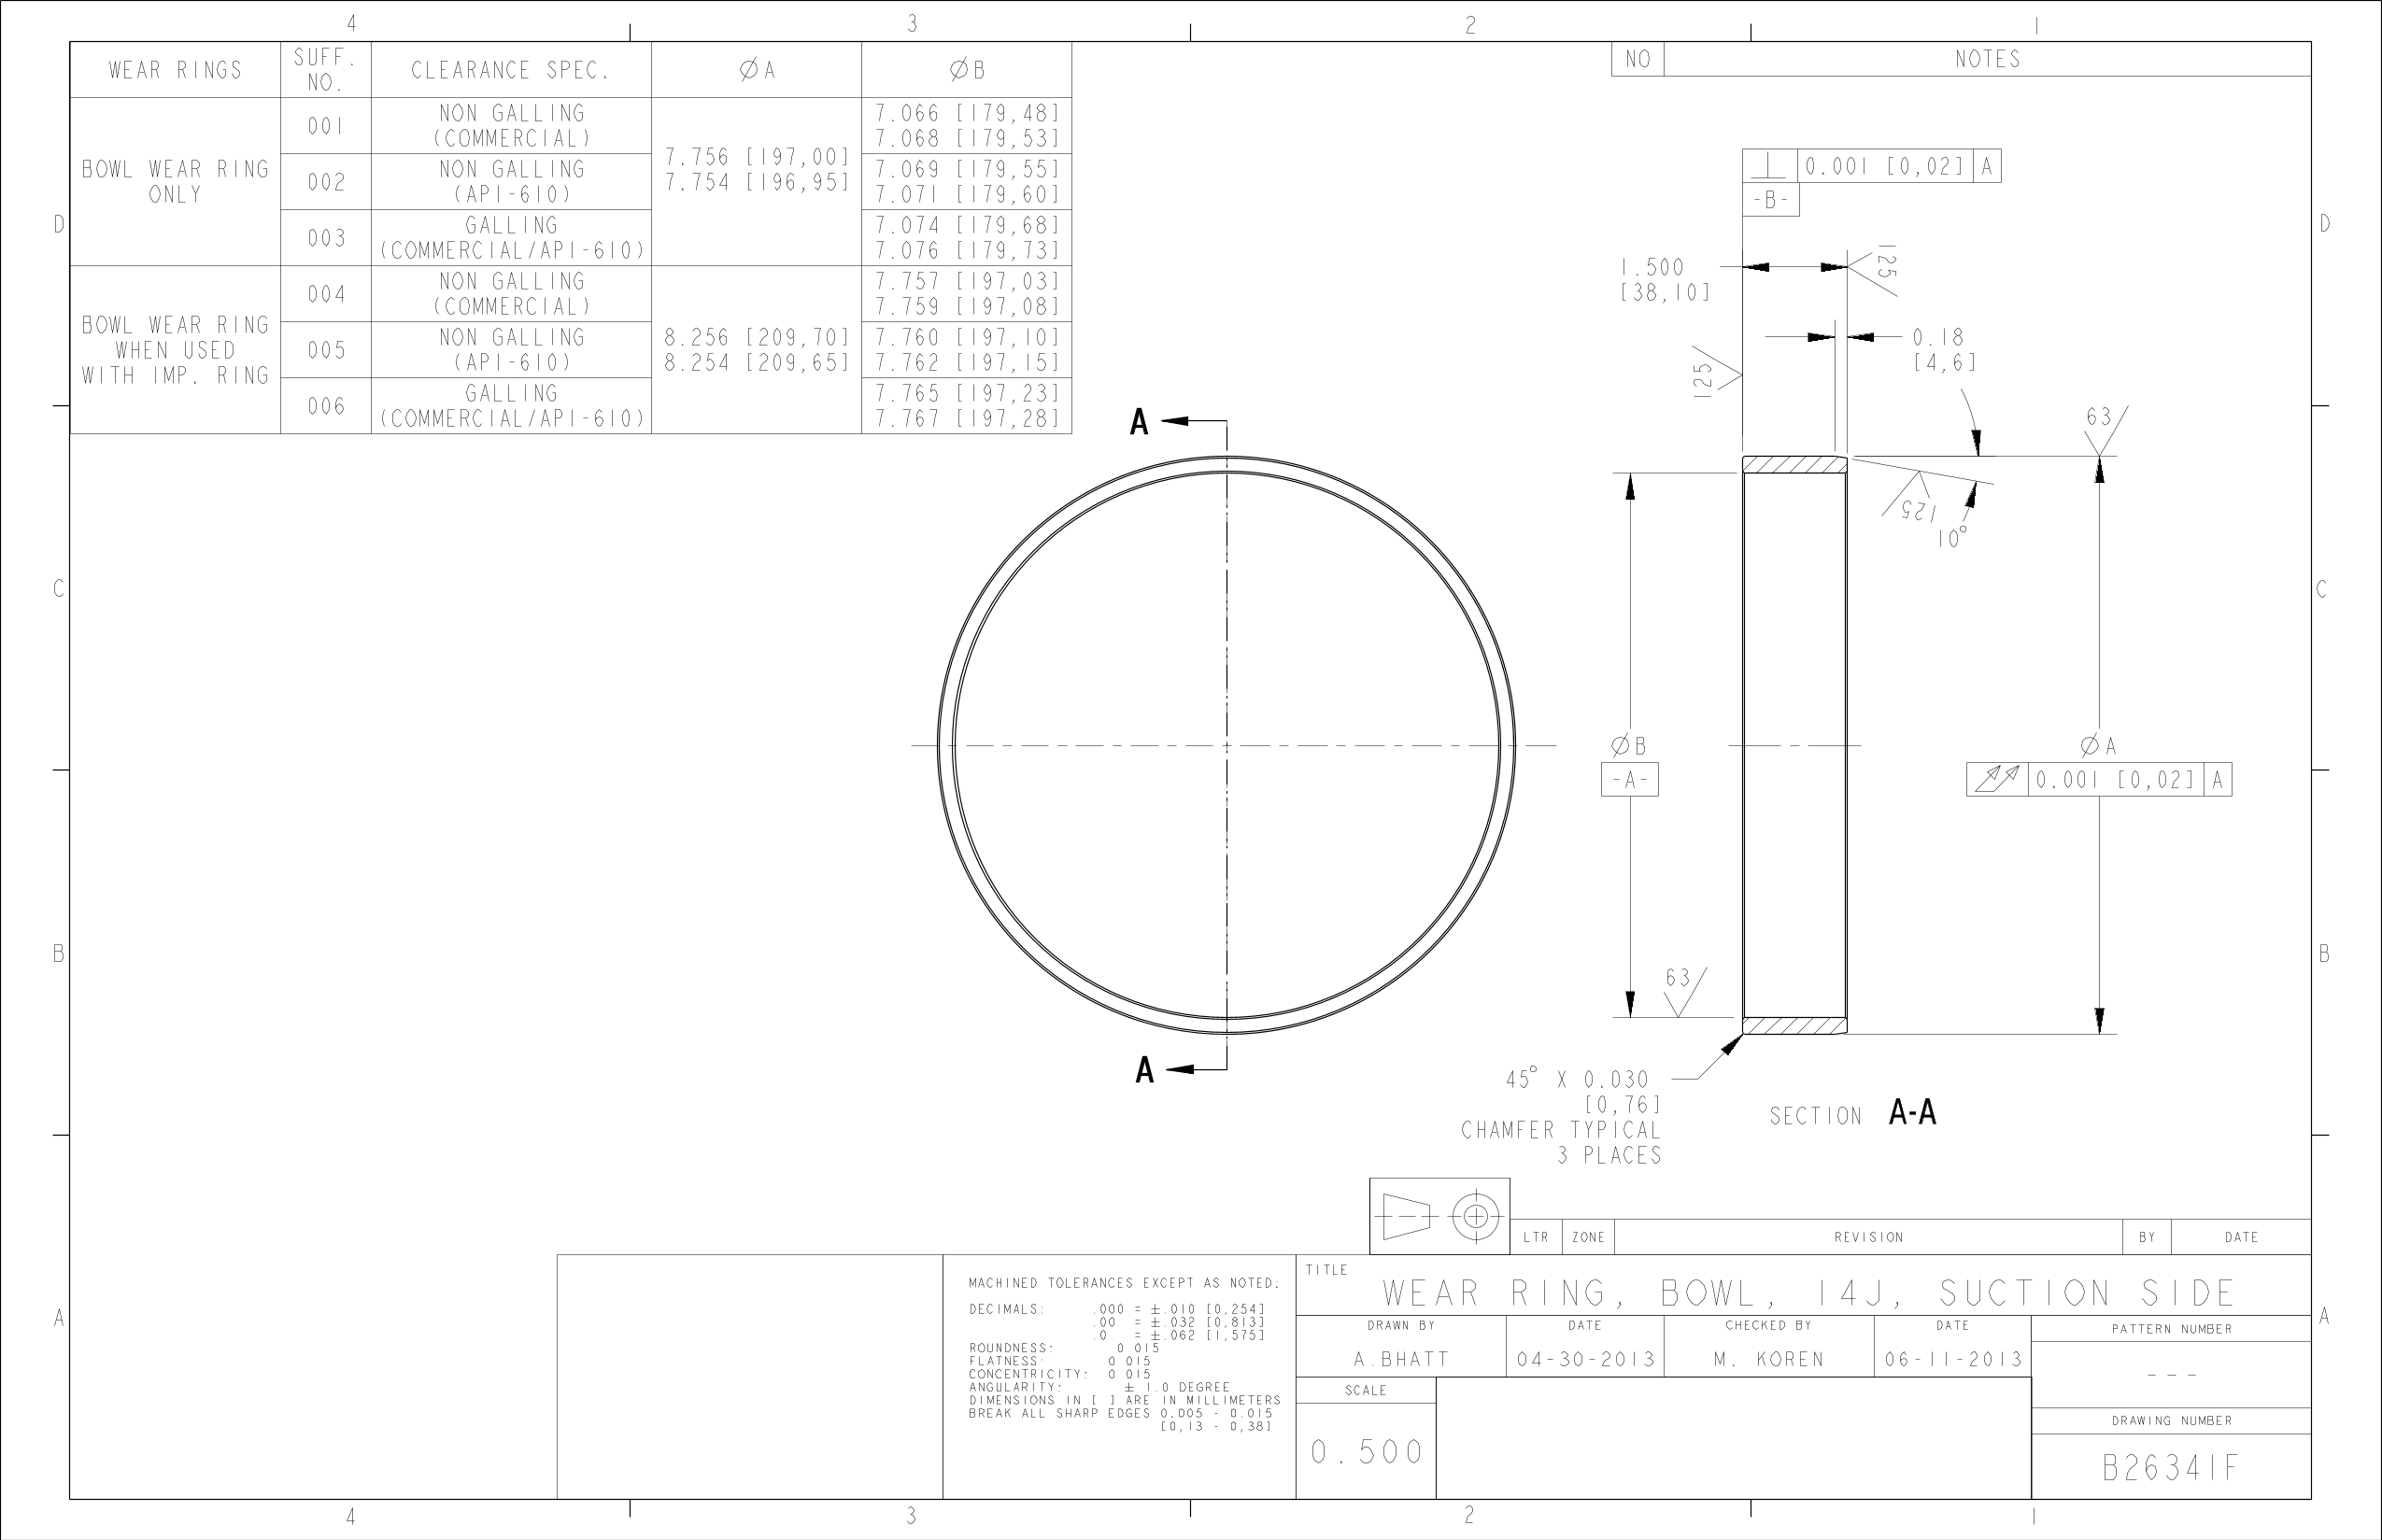 4 3 2 1
WEAR RINGS
SUFF.
NO.
CLEARANCE SPEC.
ØA
ØB
BOWL WEAR RING
ONLY
001
NON GALLING
(COMMERCIAL)
7.756 [197,00]
7.754 [196,95]
7.066 [179,48]
7.068 [179,53]
002
NON GALLING
(API-610)
7.069 [179,55]
7.071 [179,60]
003
GALLING
(COMMERCIAL/API-610)
7.074 [179,68]
7.076 [179,73]
BOWL WEAR RING
WHEN USED
WITH IMP. RING
004
NON GALLING
(COMMERCIAL)
8.256 [209,70]
8.254 [209,65]
7.757 [197,03]
7.759 [197,08]
005
NON GALLING
(API-610)
7.760 [197,10]
7.762 [197,15]
006
GALLING
(COMMERCIAL/API-610)
7.765 [197,23]
7.767 [197,28]
NO NOTES
D D
C C
B B
A A
⊥ 0.001 [0,02] A
-B-
1.500
[38,10]
125
0.18
[4,6]
125
63
125
10°
A
A
ØB
-A-
ØA
0.001 [0,02] A
63
45° X 0.030
[0,76]
CHAMFER TYPICAL
3 PLACES
SECTION A-A
LTR ZONE REVISION BY DATE
MACHINED TOLERANCES EXCEPT AS NOTED:
DECIMALS: .000 = ±.010 [0,254]
.00 = ±.032 [0,813]
.0 = ±.062 [1,575]
ROUNDNESS: 0.015
FLATNESS: 0.015
CONCENTRICITY: 0.015
ANGULARITY: ± 1.0 DEGREE
DIMENSIONS IN [ ] ARE IN MILLIMETERS
BREAK ALL SHARP EDGES 0.005 - 0.015
[0,13 - 0,38]
TITLE
WEAR RING, BOWL, 14J, SUCTION SIDE
DRAWN BY
A.BHATT
DATE
04-30-2013
CHECKED BY
M. KOREN
DATE
06-11-2013
PATTERN NUMBER
---
SCALE
0.500
DRAWING NUMBER
B26341F
4 3 2 1